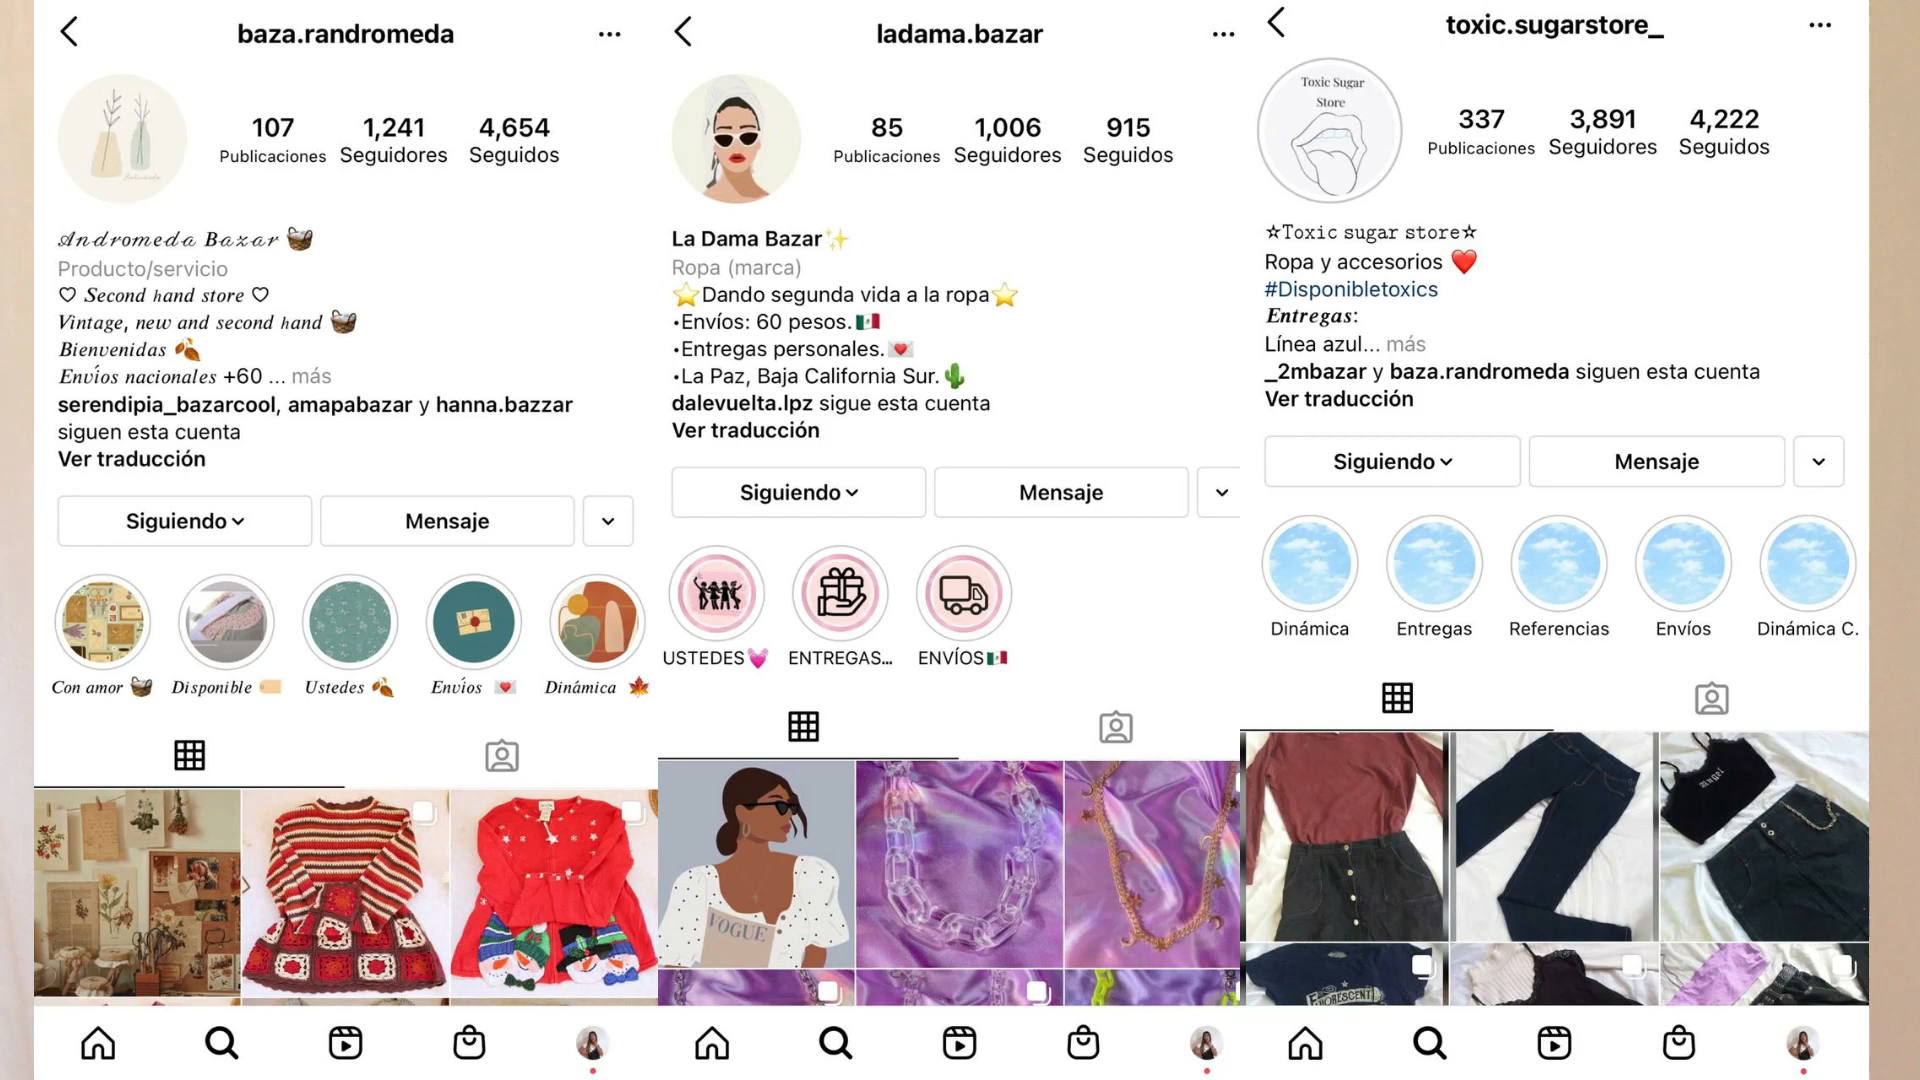 baza.randromeda
107
1,241
4,654
Publicaciones
Seguidores
Seguidos
Andromeda Bazar 🧺
Producto/servicio
♡ Second hand store ♡
Vintage, new and second hand 🧺
Bienvenidas 🍂
Envíos nacionales +60 ... más
serendipia_bazarcool, amapabazar y hanna.bazzar
siguen esta cuenta
Ver traducción
Siguiendo
Mensaje
Con amor 🧺
Disponible 🏷️
Ustedes 🍂
Envíos 💌
Dinámica 🍁
ladama.bazar
85
1,006
915
Publicaciones
Seguidores
Seguidos
La Dama Bazar✨
Ropa (marca)
⭐Dando segunda vida a la ropa⭐
•Envíos: 60 pesos.🇲🇽
•Entregas personales.💌
•La Paz, Baja California Sur.🌵
dalevuelta.lpz sigue esta cuenta
Ver traducción
Siguiendo
Mensaje
USTEDES💓
ENTREGAS...
ENVÍOS🇲🇽
VOGUE
toxic.sugarstore_
Toxic Sugar
Store
337
3,891
4,222
Publicaciones
Seguidores
Seguidos
☆Toxic sugar store☆
Ropa y accesorios ❤️
#Disponibletoxics
Entregas:
Línea azul... más
_2mbazar y baza.randromeda siguen esta cuenta
Ver traducción
Siguiendo
Mensaje
Dinámica
Entregas
Referencias
Envíos
Dinámica C.
angel